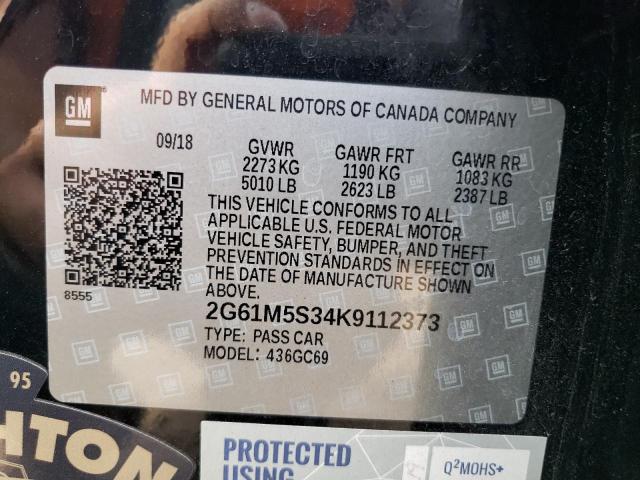 GM
MFD BY GENERAL MOTORS OF CANADA COMPANY
09/18
GVWR
2273 KG
5010 LB
GAWR FRT
1190 KG
2623 LB
GAWR RR
1083 KG
2387 LB
THIS VEHICLE CONFORMS TO ALL
APPLICABLE U.S. FEDERAL MOTOR
VEHICLE SAFETY, BUMPER, AND THEFT
PREVENTION STANDARDS IN EFFECT ON
THE DATE OF MANUFACTURE SHOWN
ABOVE.
8555
2G61M5S34K9112373
TYPE: PASS CAR
MODEL: 436GC69
95
HTON
PROTECTED
USING
Q²MOHS+